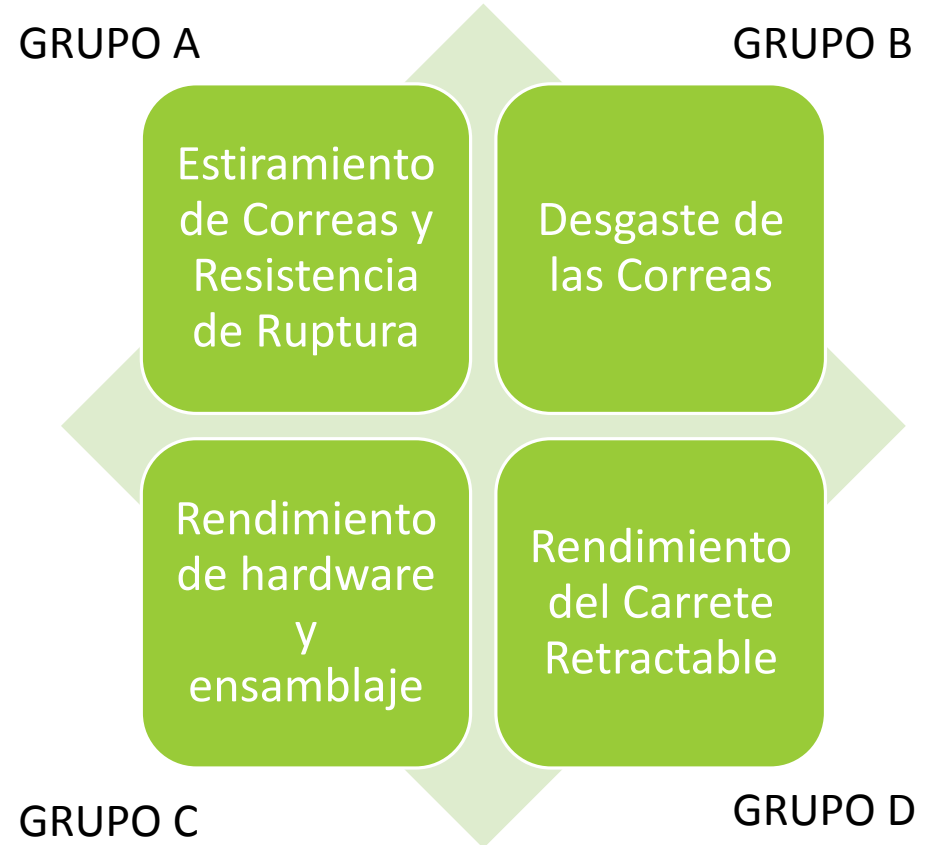 GRUPO A
GRUPO B
Estiramiento
de Correas y
Resistencia
de Ruptura
Desgaste de
las Correas
Rendimiento
de hardware
y
ensamblaje
Rendimiento
del Carrete
Retractable
GRUPO C
GRUPO D